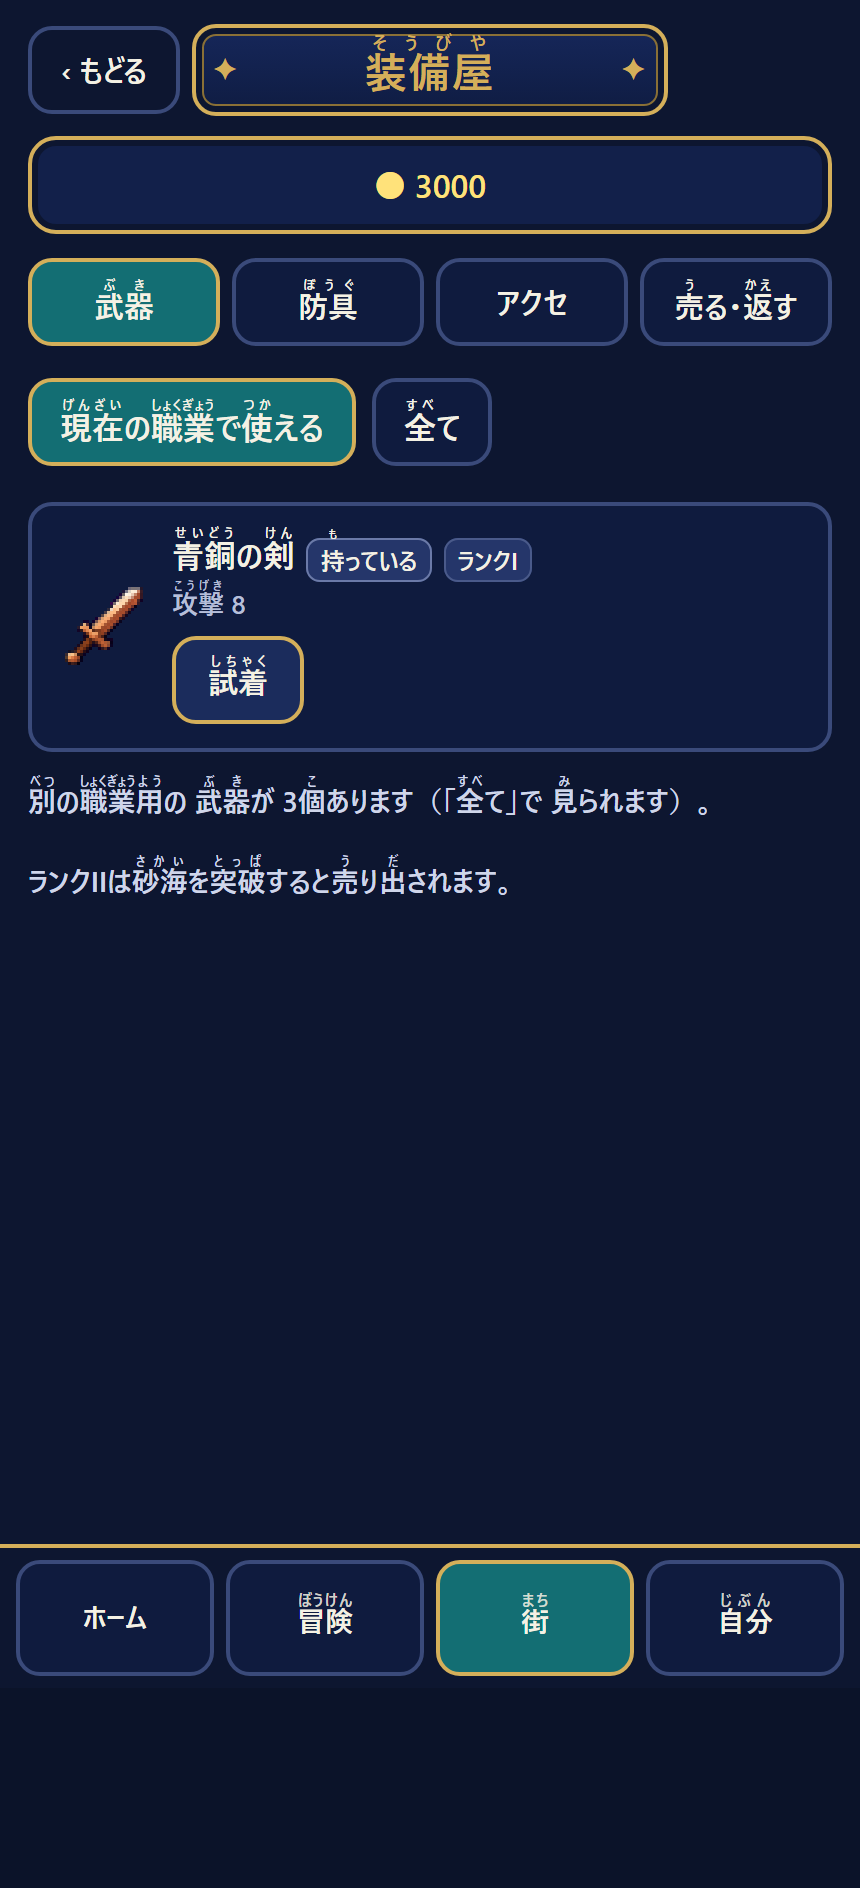 ‹ もどる
そうびや
装備屋
3000
ぶき
武器
ぼうぐ
防具
アクセ
う かえ
売る・返す
げんざい しょくぎょう つか
現在の職業で使える
すべ
全て
せいどう けん
青銅の剣
も
持っている
ランクI
こうげき
攻撃 8
しちゃく
試着
べつ しょくぎょうよう ぶき こ すべ み
別の職業用の 武器が 3個あります（「全て」で 見られます）。
さかい とっぱ う だ
ランクIIは砂海を突破すると売り出されます。
ホーム
ぼうけん
冒険
まち
街
じぶん
自分